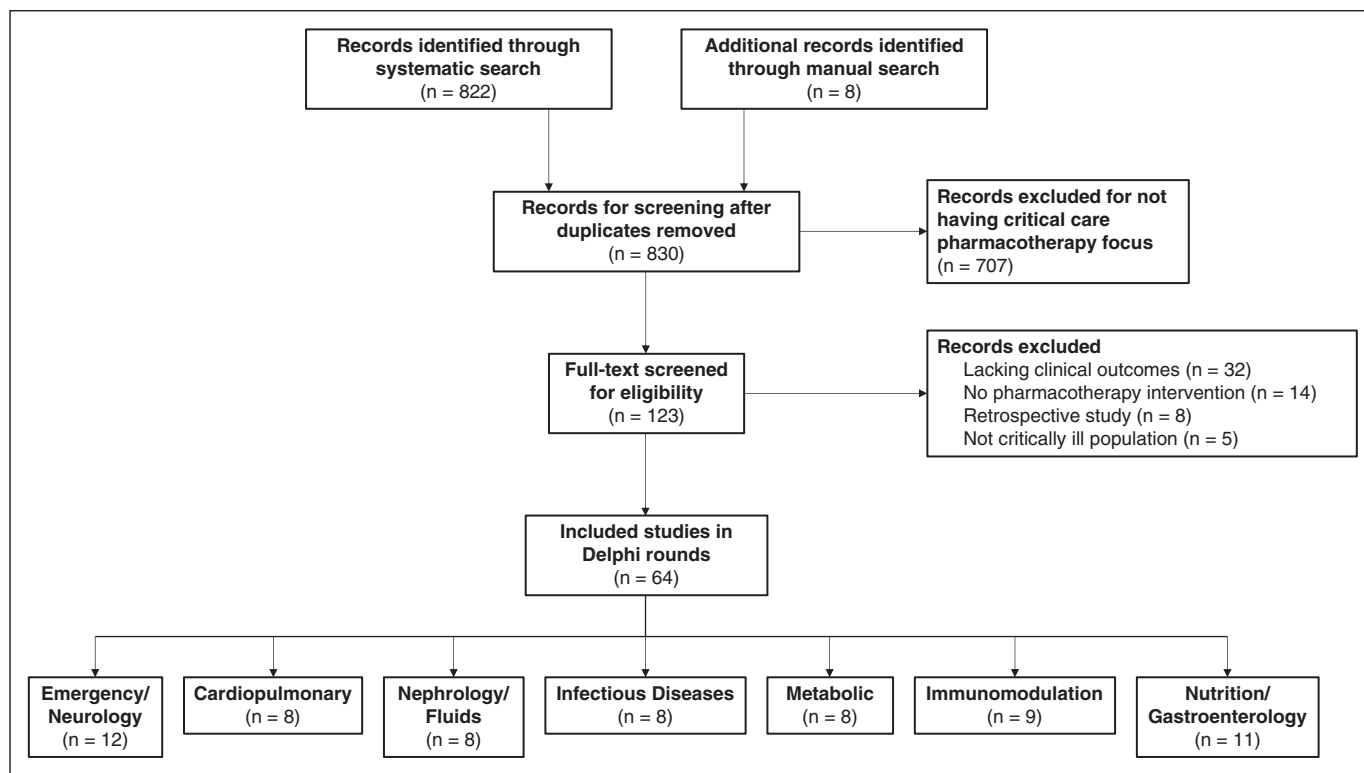 Records identified through
systematic search
(n = 822)
Additional records identified
through manual search
(n = 8)
Records for screening after
duplicates removed
(n = 830)
Records excluded for not
having critical care
pharmacotherapy focus
(n = 707)
Full-text screened
for eligibility
(n = 123)
Records excluded
Lacking clinical outcomes (n = 32)
No pharmacotherapy intervention (n = 14)
Retrospective study (n = 8)
Not critically ill population (n = 5)
Included studies in
Delphi rounds
(n = 64)
Emergency/
Neurology
(n = 12)
Cardiopulmonary
(n = 8)
Nephrology/
Fluids
(n = 8)
Infectious Diseases
(n = 8)
Metabolic
(n = 8)
Immunomodulation
(n = 9)
Nutrition/
Gastroenterology
(n = 11)